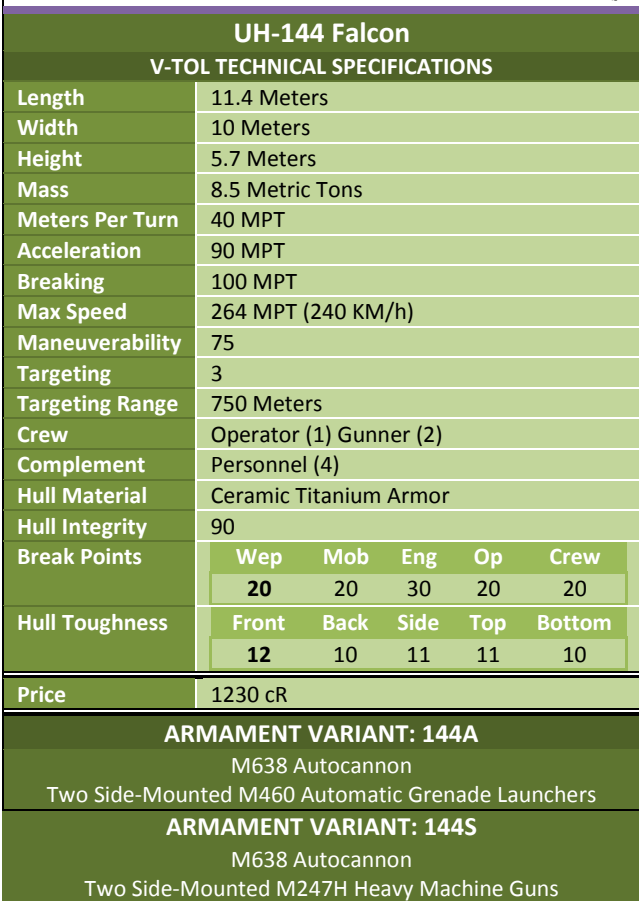 UH-144 Falcon
V-TOL TECHNICAL SPECIFICATIONS
Length 11.4 Meters
Width 10 Meters
Height 5.7 Meters
Mass 8.5 Metric Tons
Meters Per Turn 40 MPT
Acceleration 90 MPT
Breaking 100 MPT
Max Speed 264 MPT (240 KM/h)
Maneuverability 75
Targeting 3
Targeting Range 750 Meters
Crew Operator (1) Gunner (2)
Complement Personnel (4)
Hull Material Ceramic Titanium Armor
Hull Integrity 90
Break Points Wep Mob Eng Op Crew
20 20 30 20 20
Hull Toughness Front Back Side Top Bottom
12 10 11 11 10
Price 1230 cR
ARMAMENT VARIANT: 144A
M638 Autocannon
Two Side-Mounted M460 Automatic Grenade Launchers
ARMAMENT VARIANT: 144S
M638 Autocannon
Two Side-Mounted M247H Heavy Machine Guns